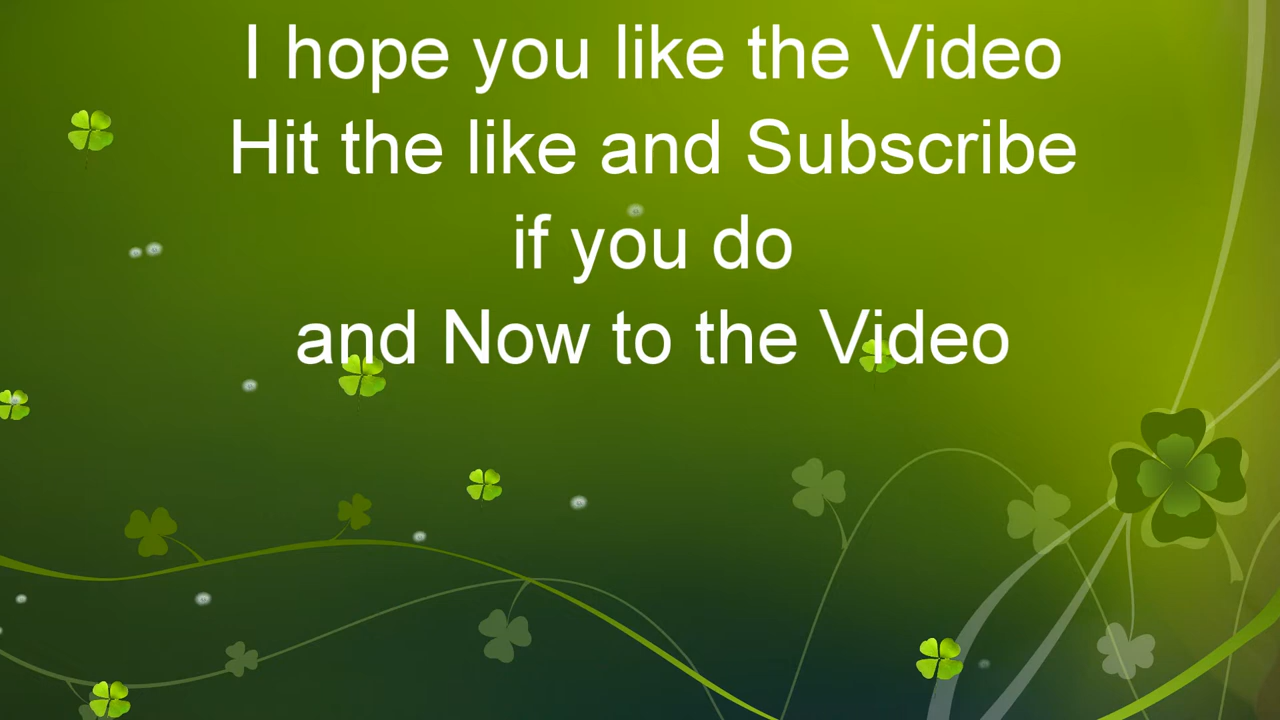 I hope you like the Video
Hit the like and Subscribe
if you do
and Now to the Video